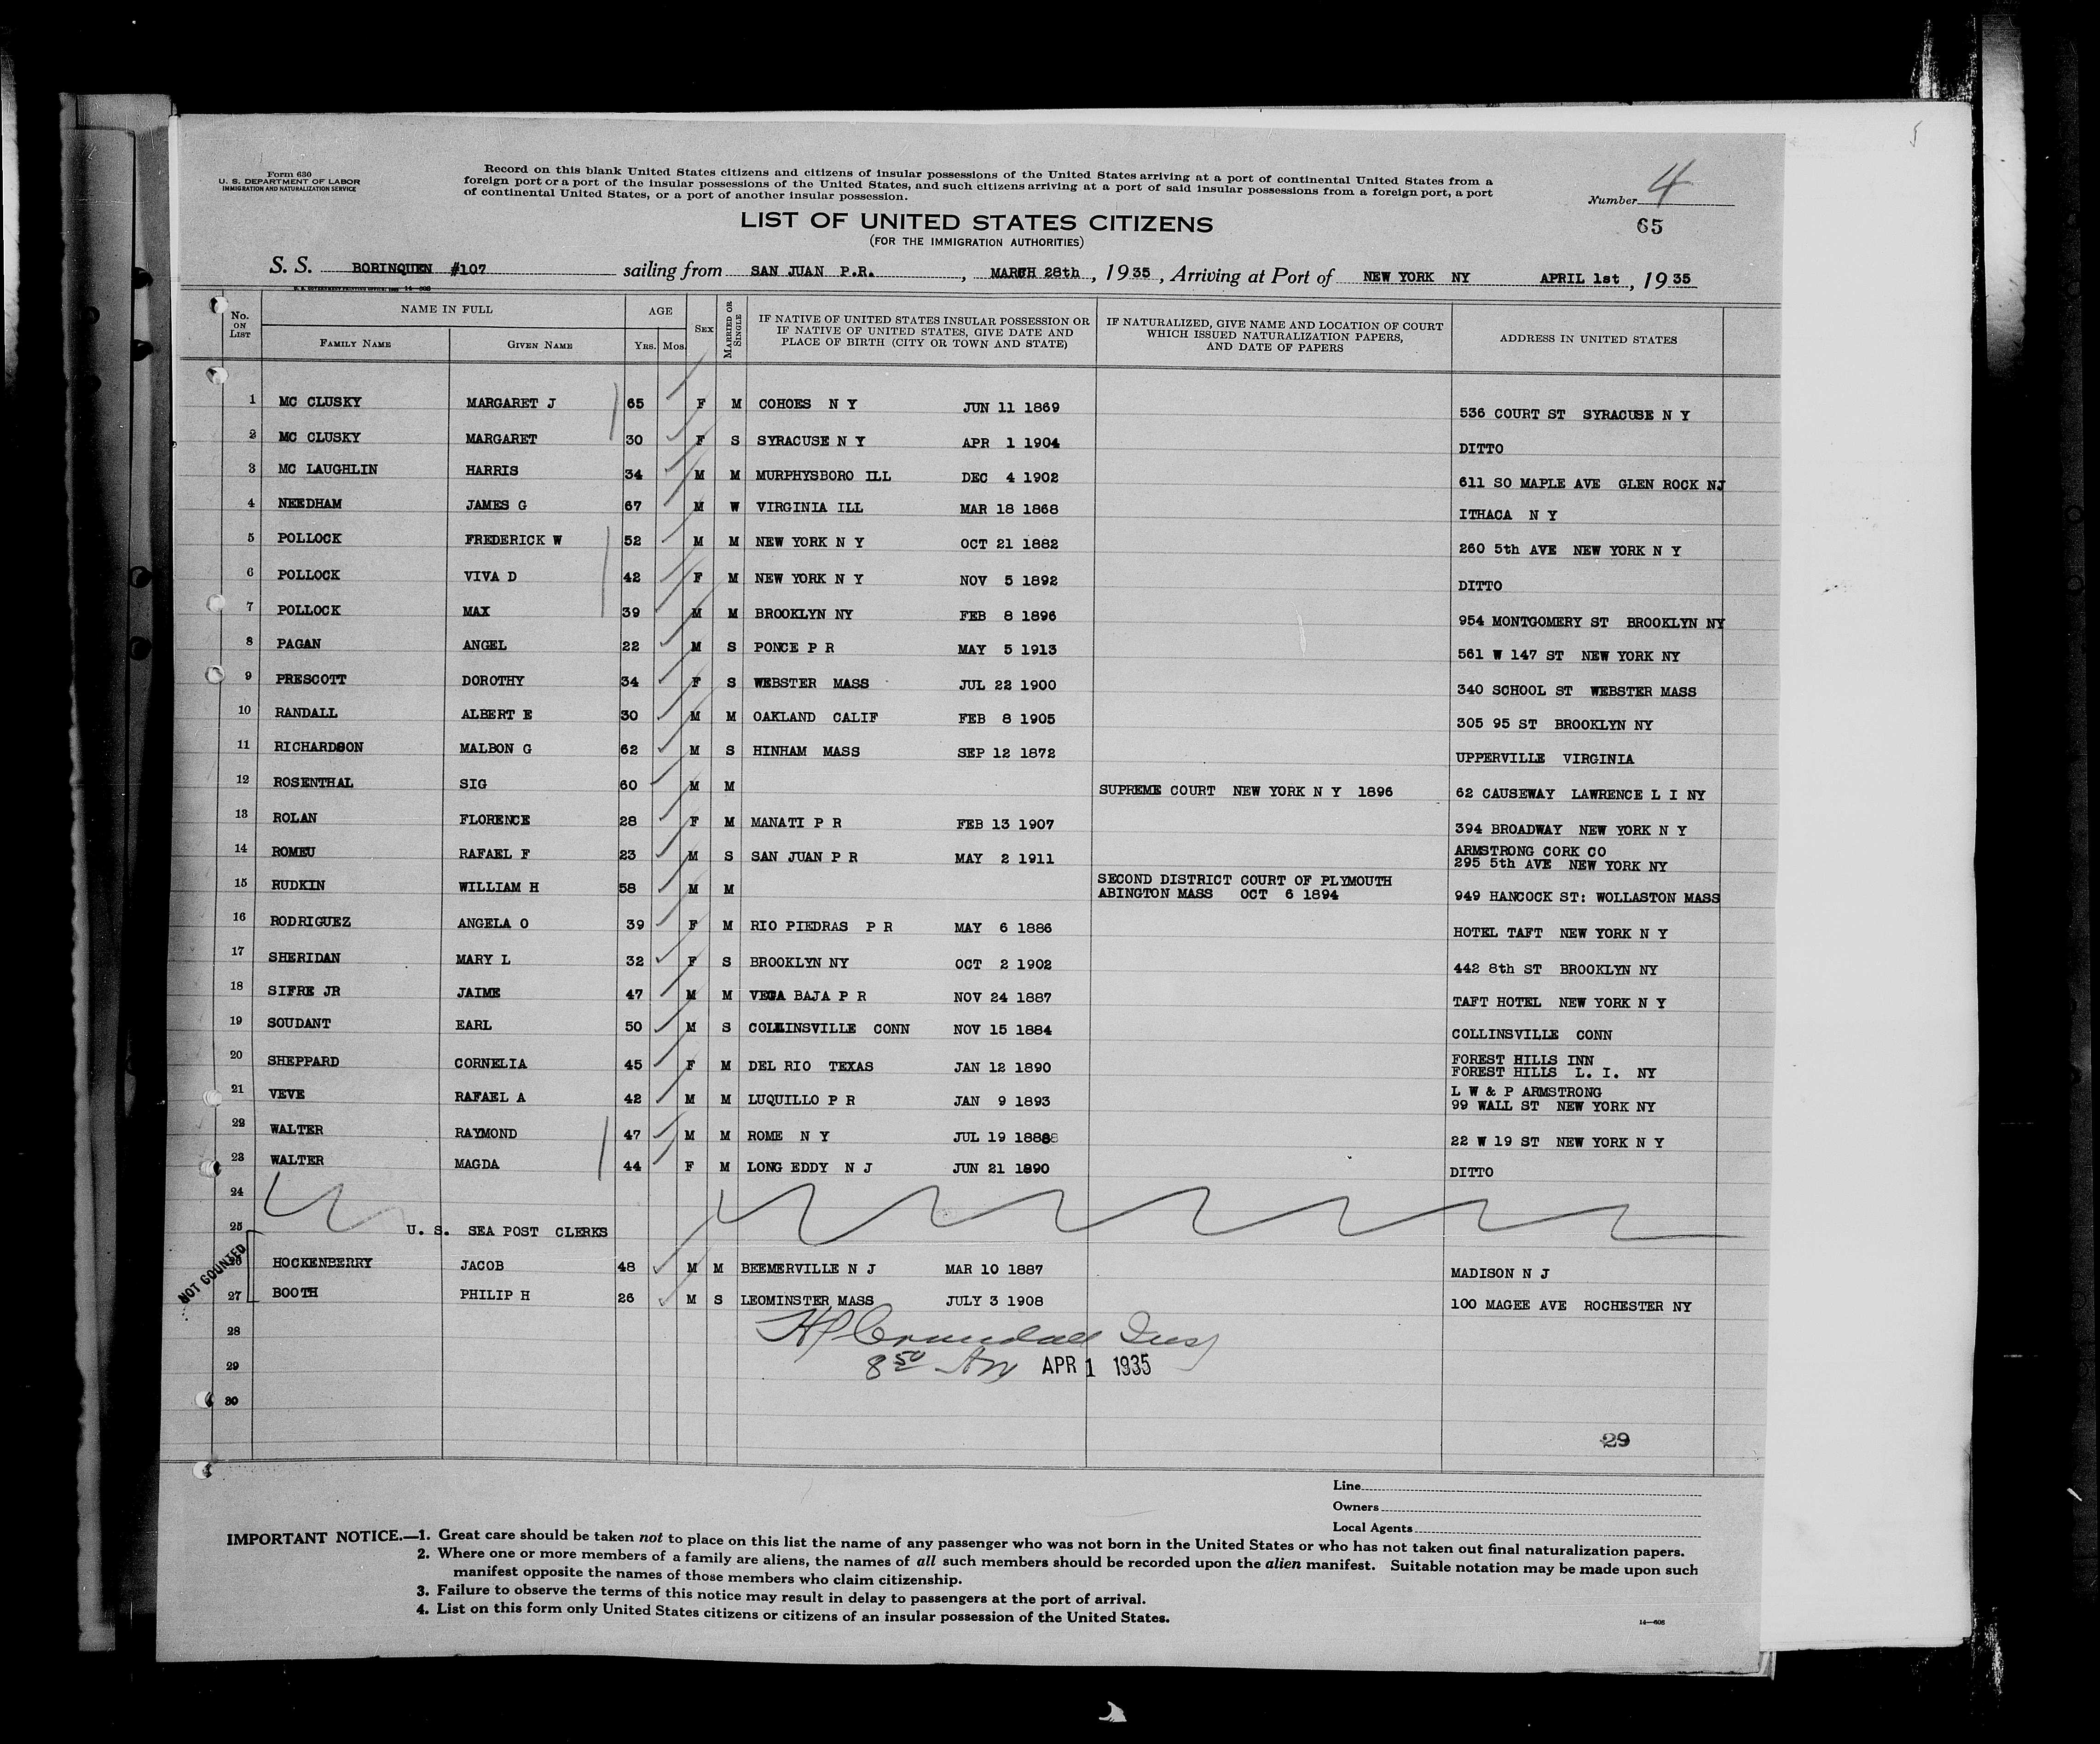 Form 630
U. S. DEPARTMENT OF LABOR
IMMIGRATION AND NATURALIZATION SERVICE
Record on this blank United States citizens and citizens of insular possessions of the United States arriving at a port of continental United States from a
foreign port or a port of the insular possessions of the United States, and such citizens arriving at a port of said insular possessions from a foreign port, a port
of continental United States, or a port of another insular possession.
Number 4
65
LIST OF UNITED STATES CITIZENS
(FOR THE IMMIGRATION AUTHORITIES)
S. S. BORINQUEN #107 sailing from SAN JUAN P.R., MARCH 28th, 1935, Arriving at Port of NEW YORK NY APRIL 1st, 1935
No. ON LIST
NAME IN FULL
FAMILY NAME
GIVEN NAME
AGE
YRS. MOS.
SEX
MARRIED OR SINGLE
IF NATIVE OF UNITED STATES INSULAR POSSESSION OR
IF NATIVE OF UNITED STATES, GIVE DATE AND
PLACE OF BIRTH (CITY OR TOWN AND STATE)
IF NATURALIZED, GIVE NAME AND LOCATION OF COURT
WHICH ISSUED NATURALIZATION PAPERS,
AND DATE OF PAPERS
ADDRESS IN UNITED STATES
1 MC CLUSKY MARGARET J 65 F M COHOES N Y JUN 11 1869 536 COURT ST SYRACUSE N Y
2 MC CLUSKY MARGARET 30 F S SYRACUSE N Y APR 1 1904 DITTO
3 MC LAUGHLIN HARRIS 34 M M MURPHYSBORO ILL DEC 4 1902 611 SO MAPLE AVE GLEN ROCK NJ
4 NEEDHAM JAMES G 67 M W VIRGINIA ILL MAR 18 1868 ITHACA N Y
5 POLLOCK FREDERICK W 52 M M NEW YORK N Y OCT 21 1882 260 5th AVE NEW YORK N Y
6 POLLOCK VIVA D 42 F M NEW YORK N Y NOV 5 1892 DITTO
7 POLLOCK MAX 39 M M BROOKLYN NY FEB 8 1896 954 MONTGOMERY ST BROOKLYN NY
8 PAGAN ANGEL 22 M S PONCE P R MAY 5 1913 561 W 147 ST NEW YORK NY
9 PRESCOTT DOROTHY 34 F S WEBSTER MASS JUL 22 1900 340 SCHOOL ST WEBSTER MASS
10 RANDALL ALBERT E 30 M M OAKLAND CALIF FEB 8 1905 305 95 ST BROOKLYN NY
11 RICHARDSON MALBON G 62 M S HINHAM MASS SEP 12 1872 UPPERVILLE VIRGINIA
12 ROSENTHAL SIG 60 M M SUPREME COURT NEW YORK N Y 1896 62 CAUSEWAY LAWRENCE L I NY
13 ROLAN FLORENCE 28 F M MANATI P R FEB 13 1907 394 BROADWAY NEW YORK N Y
14 ROMEU RAFAEL F 23 M S SAN JUAN P R MAY 2 1911 ARMSTRONG CORK CO
295 5th AVE NEW YORK NY
15 RUDKIN WILLIAM H 58 M M SECOND DISTRICT COURT OF PLYMOUTH
ABINGTON MASS OCT 6 1894 949 HANCOCK ST: WOLLASTON MASS
16 RODRIGUEZ ANGELA O 39 F M RIO PIEDRAS P R MAY 6 1886 HOTEL TAFT NEW YORK N Y
17 SHERIDAN MARY L 32 F S BROOKLYN NY OCT 2 1902 442 8th ST BROOKLYN NY
18 SIFRE JR JAIME 47 M M VEGA BAJA P R NOV 24 1887 TAFT HOTEL NEW YORK N Y
19 SOUDANT EARL 50 M S COLLINSVILLE CONN NOV 15 1884 COLLINSVILLE CONN
20 SHEPPARD CORNELIA 45 F M DEL RIO TEXAS JAN 12 1890 FOREST HILLS INN
FOREST HILLS L. I. NY
21 VEVE RAFAEL A 42 M M LUQUILLO P R JAN 9 1893 L W & P ARMSTRONG
99 WALL ST NEW YORK NY
22 WALTER RAYMOND 47 M M ROME N Y JUL 19 1888 22 W 19 ST NEW YORK N Y
23 WALTER MAGDA 44 F M LONG EDDY N J JUN 21 1890 DITTO
24
25 U. S. SEA POST CLERKS
NOT COUNTED
26 HOCKENBERRY JACOB 48 M M BEEMERVILLE N J MAR 10 1887 MADISON N J
27 BOOTH PHILIP H 26 M S LEOMINSTER MASS JULY 3 1908 100 MAGEE AVE ROCHESTER NY
28 HP Crandall Insp
29 8 50 AM APR 1 1935
30
29
Line
Owners
Local Agents
IMPORTANT NOTICE.—1. Great care should be taken not to place on this list the name of any passenger who was not born in the United States or who has not taken out final naturalization papers.
2. Where one or more members of a family are aliens, the names of all such members should be recorded upon the alien manifest. Suitable notation may be made upon such
manifest opposite the names of those members who claim citizenship.
3. Failure to observe the terms of this notice may result in delay to passengers at the port of arrival.
4. List on this form only United States citizens or citizens of an insular possession of the United States.
14—608